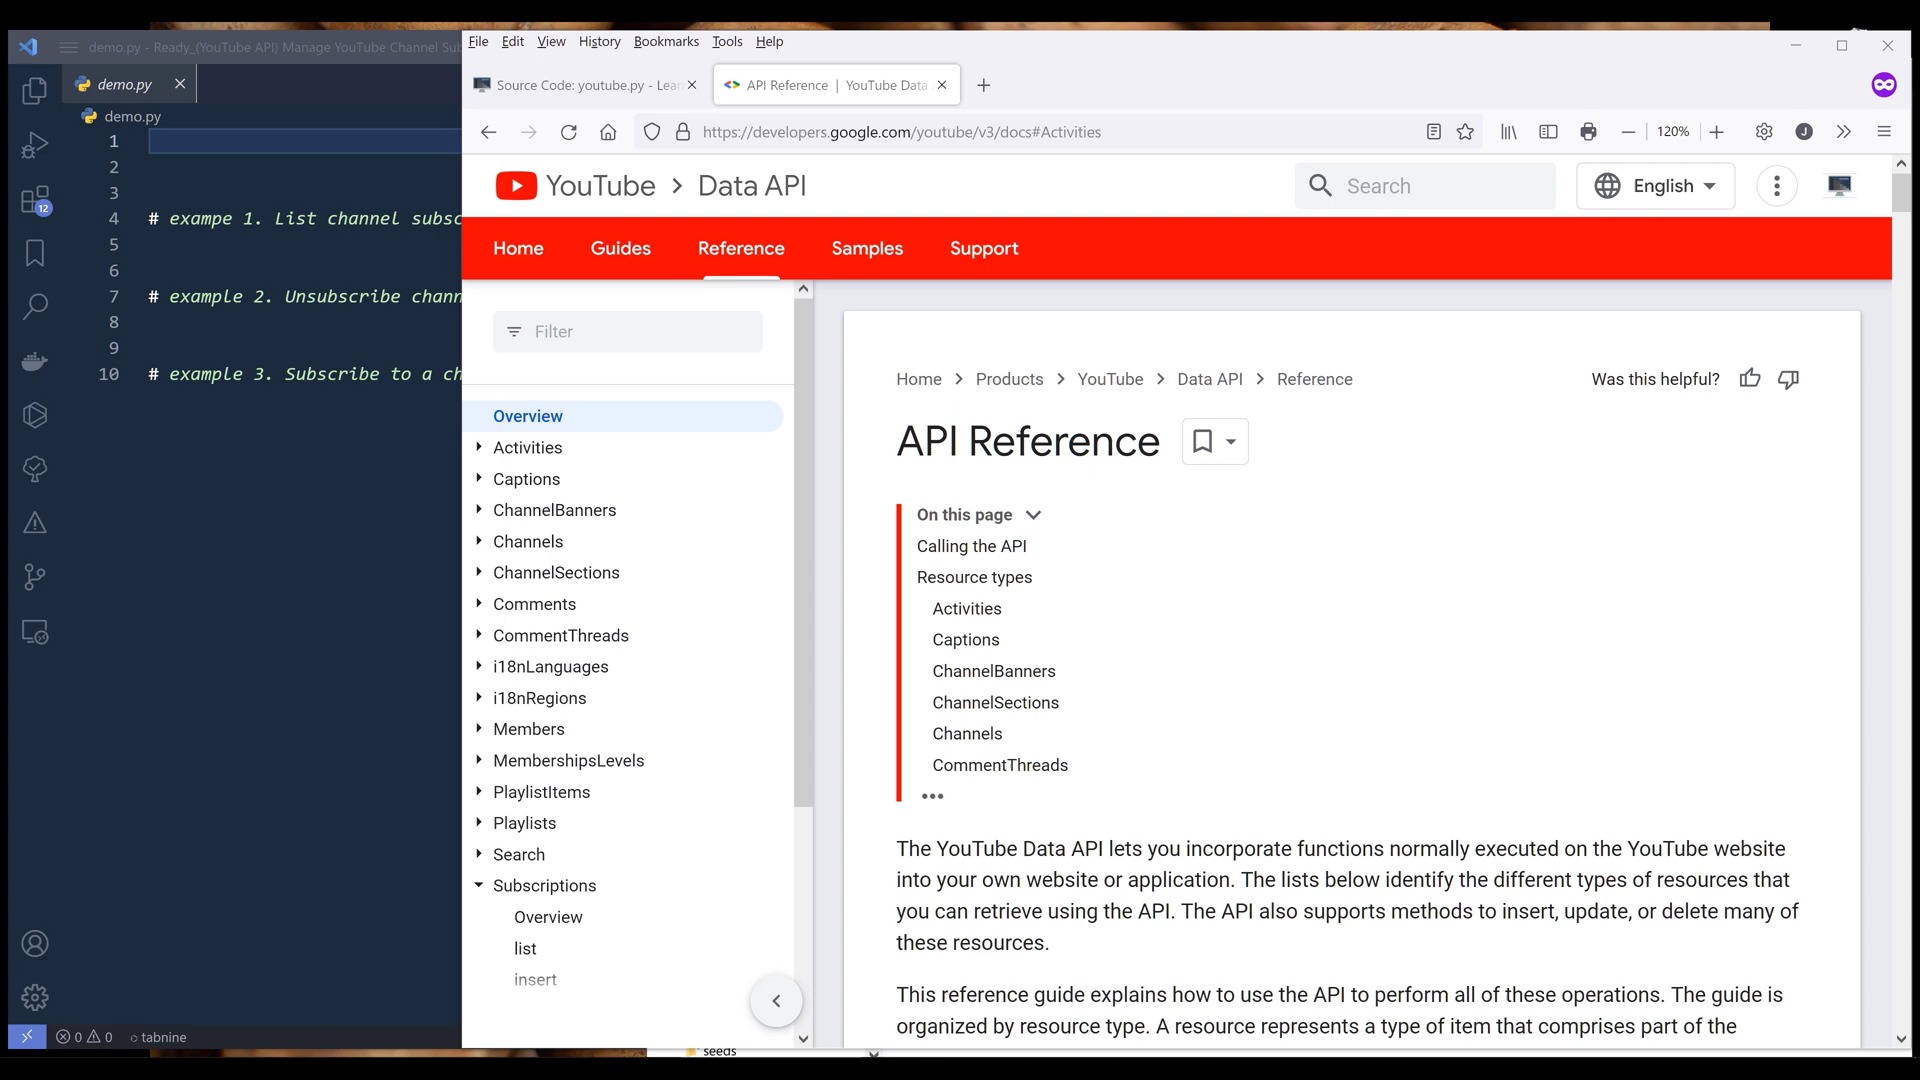 demo.py - Ready_(YouTube API) Manage YouTube Channel Sub
demo.py
demo.py
1
2
3
4 # exampe 1. List channel subsc
5
6
7 # example 2. Unsubscribe chann
8
9
10 # example 3. Subscribe to a ch
12
0 0 tabnine
File Edit View History Bookmarks Tools Help
Source Code: youtube.py - Lear
API Reference | YouTube Data
https://developers.google.com/youtube/v3/docs#Activities
120%
J
YouTube > Data API
Search
English
Home Guides Reference Samples Support
Filter
Overview
Activities
Captions
ChannelBanners
Channels
ChannelSections
Comments
CommentThreads
i18nLanguages
i18nRegions
Members
MembershipsLevels
PlaylistItems
Playlists
Search
Subscriptions
Overview
list
insert
Home > Products > YouTube > Data API > Reference
Was this helpful?
API Reference
On this page
Calling the API
Resource types
Activities
Captions
ChannelBanners
ChannelSections
Channels
CommentThreads
The YouTube Data API lets you incorporate functions normally executed on the YouTube website
into your own website or application. The lists below identify the different types of resources that
you can retrieve using the API. The API also supports methods to insert, update, or delete many of
these resources.
This reference guide explains how to use the API to perform all of these operations. The guide is
organized by resource type. A resource represents a type of item that comprises part of the
seeds